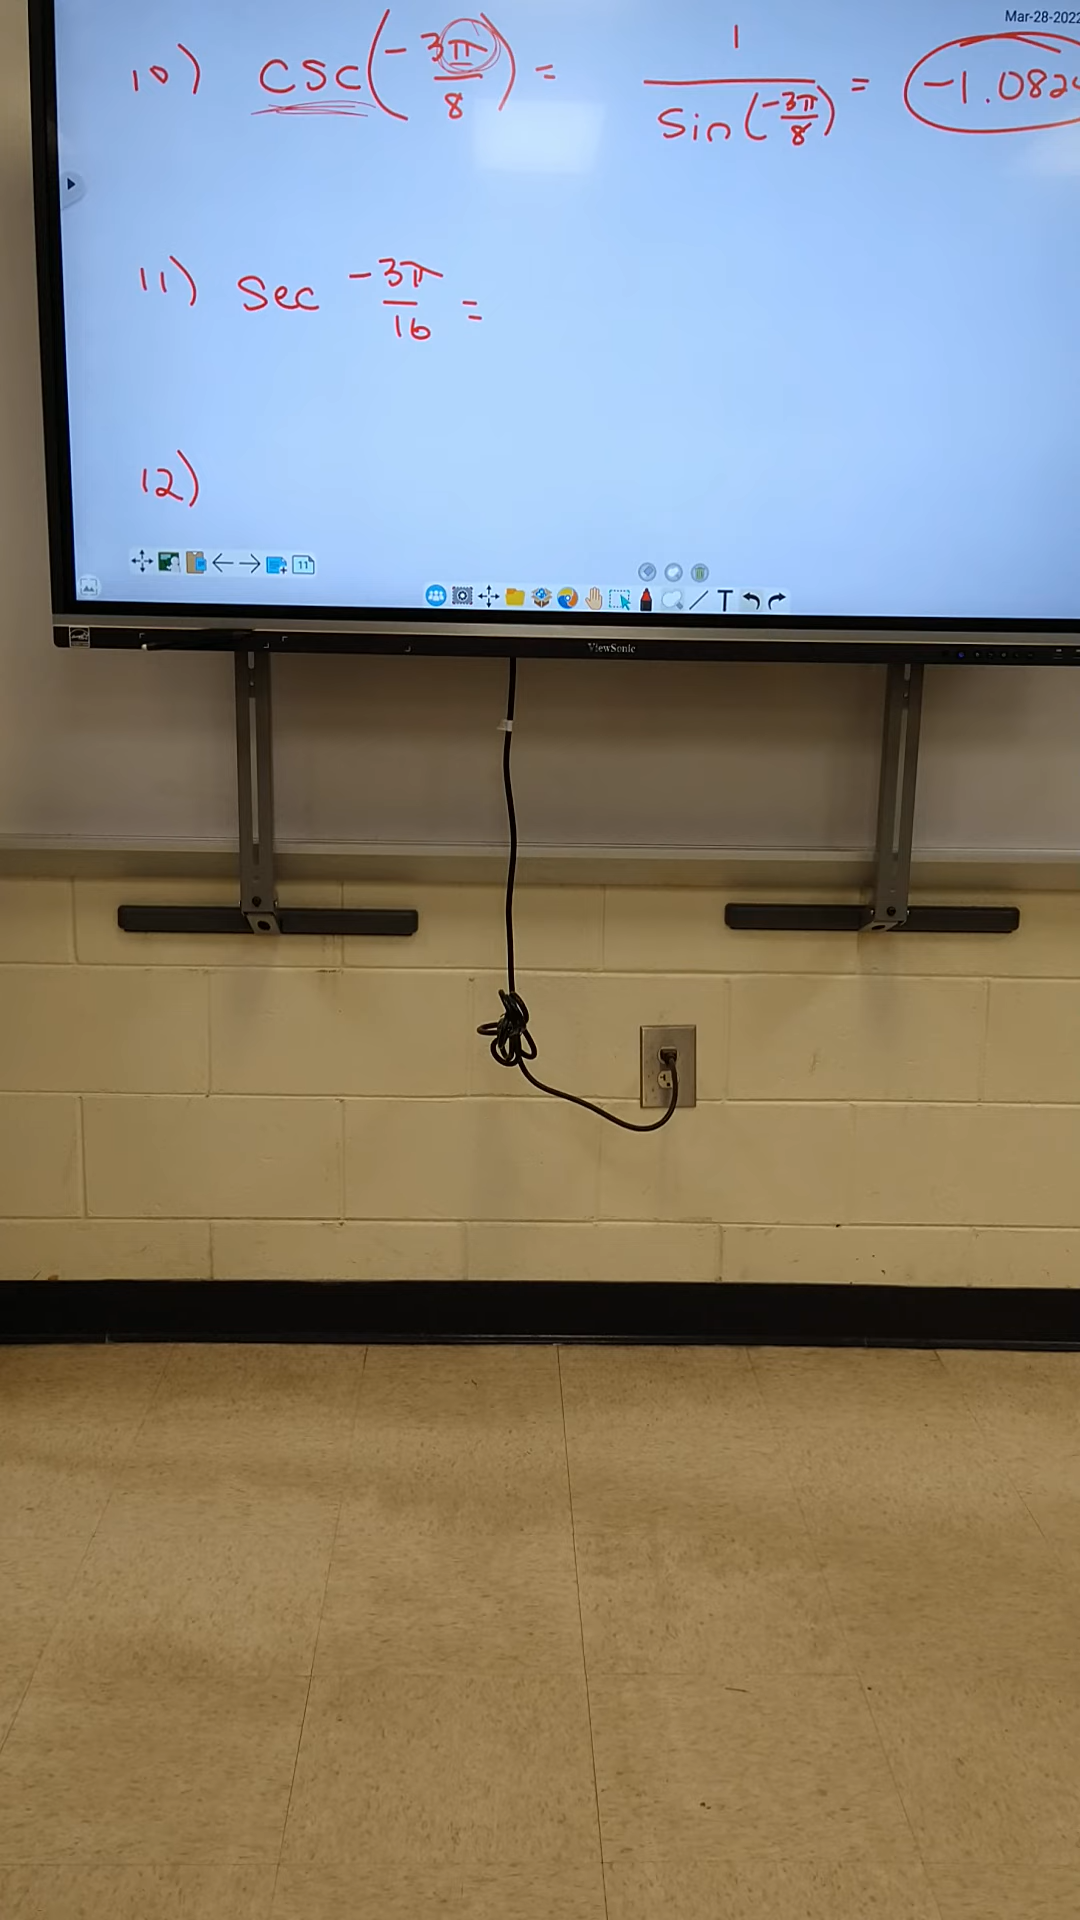 Mar-28-2022
10) csc(-3π/8) = 1/sin(-3π/8) = -1.082
11) sec -3π/16 =
12)
11
T
ViewSonic